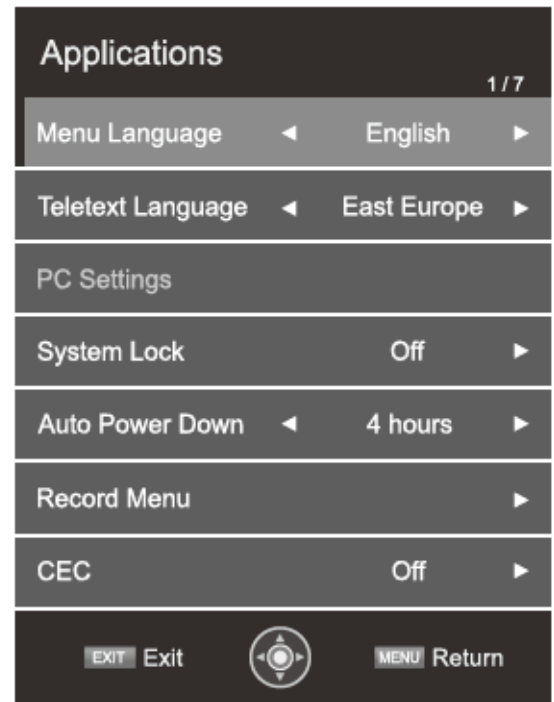 Applications
1 / 7
Menu Language ◄ English ►
Teletext Language ◄ East Europe ►
PC Settings
System Lock Off ►
Auto Power Down ◄ 4 hours ►
Record Menu ►
CEC Off ►
EXIT Exit MENU Return